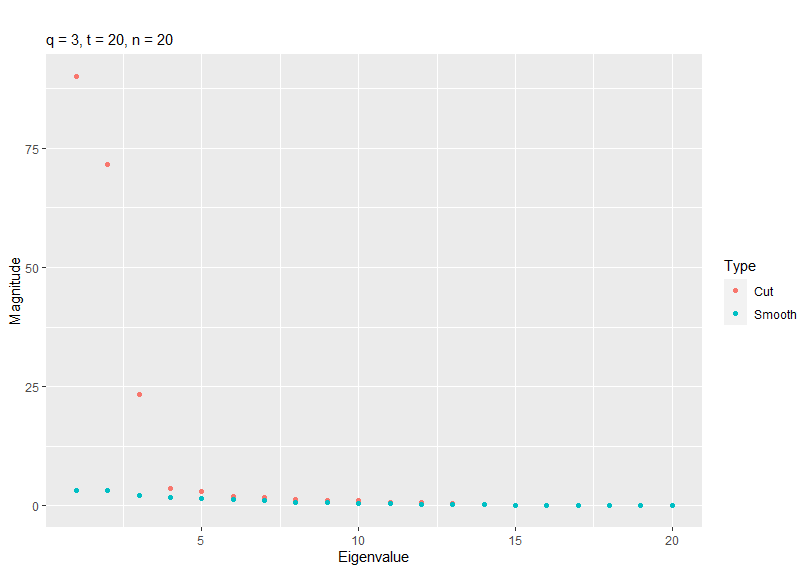 q = 3, t = 20, n = 20
75
50
25
0
Magnitude
5
10
15
20
Eigenvalue
Type
Cut
Smooth